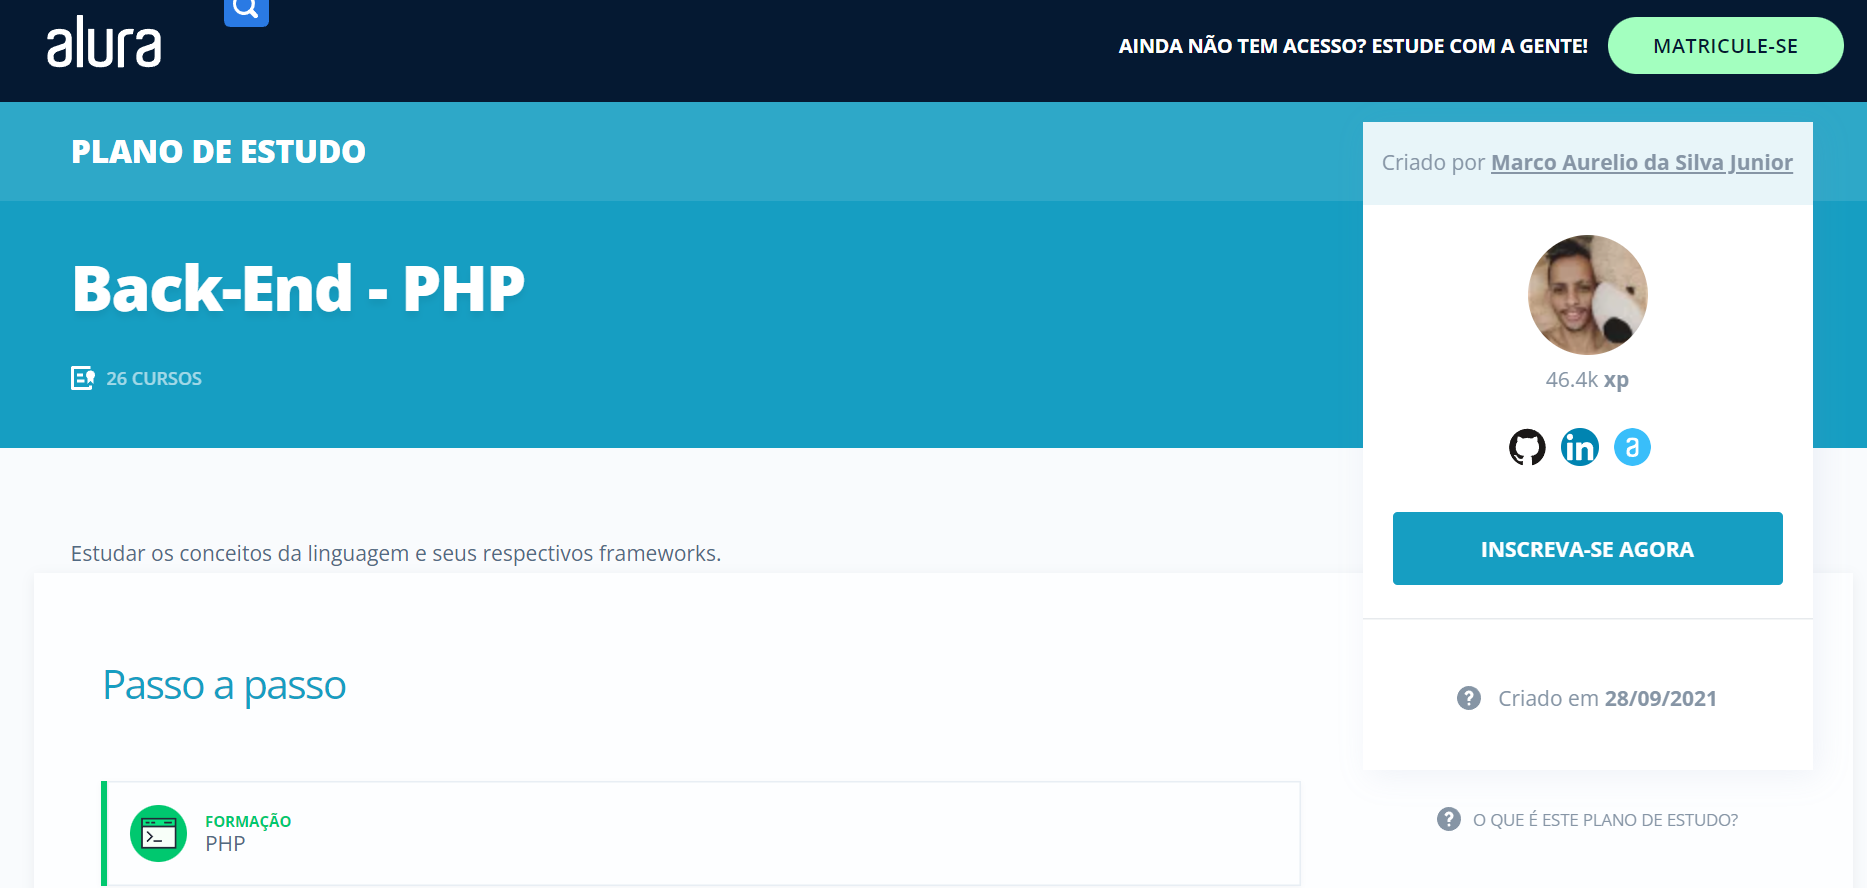 alura
AINDA NÃO TEM ACESSO? ESTUDE COM A GENTE!
MATRICULE-SE
PLANO DE ESTUDO
Criado por Marco Aurelio da Silva Junior
Back-End - PHP
26 CURSOS
46.4k xp
in
a
INSCREVA-SE AGORA
Estudar os conceitos da linguagem e seus respectivos frameworks.
Passo a passo
? Criado em 28/09/2021
FORMAÇÃO
PHP
? O QUE É ESTE PLANO DE ESTUDO?